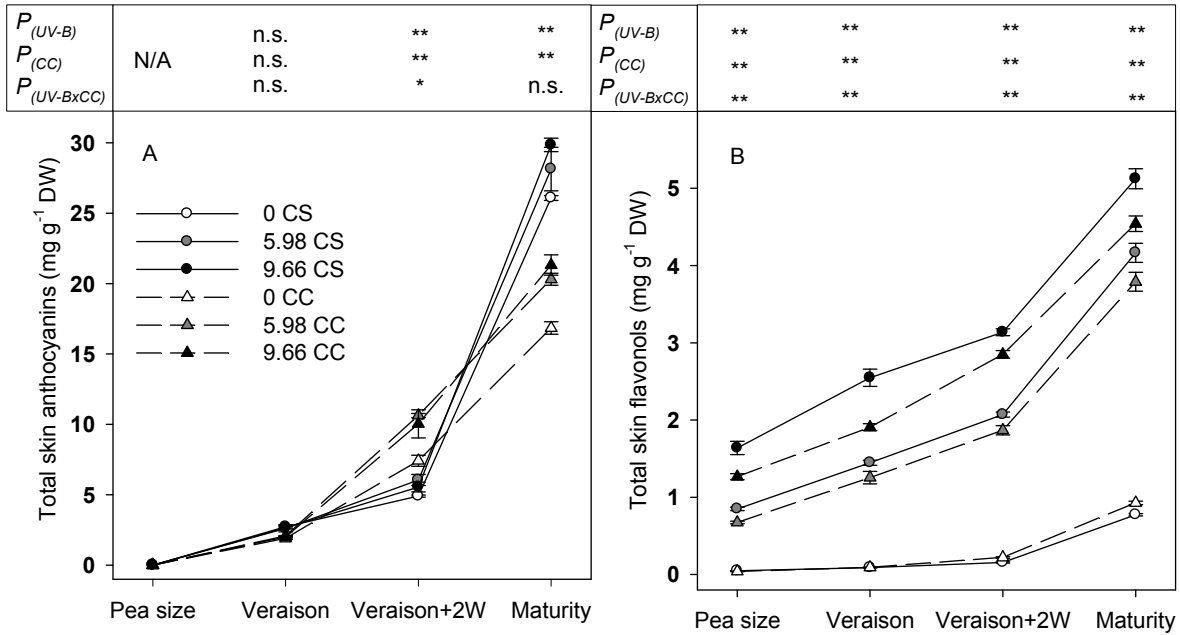 P(UV-B) n.s. ** **
P(CC) N/A n.s. ** **
P(UV-BxCC) n.s. * n.s.
P(UV-B) ** ** ** **
P(CC) ** ** ** **
P(UV-BxCC) ** ** ** **
A
Total skin anthocyanins (mg g-1 DW)
30
25
20
15
10
5
0
0 CS
5.98 CS
9.66 CS
0 CC
5.98 CC
9.66 CC
Pea size Veraison Veraison+2W Maturity
B
Total skin flavonols (mg g-1 DW)
5
4
3
2
1
0
Pea size Veraison Veraison+2W Maturity